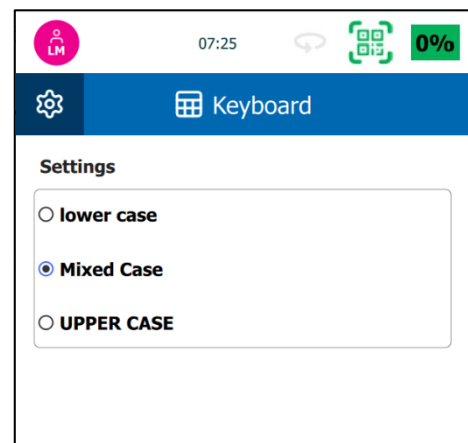 LM
07:25
0%
Keyboard
Settings
lower case
Mixed Case
UPPER CASE